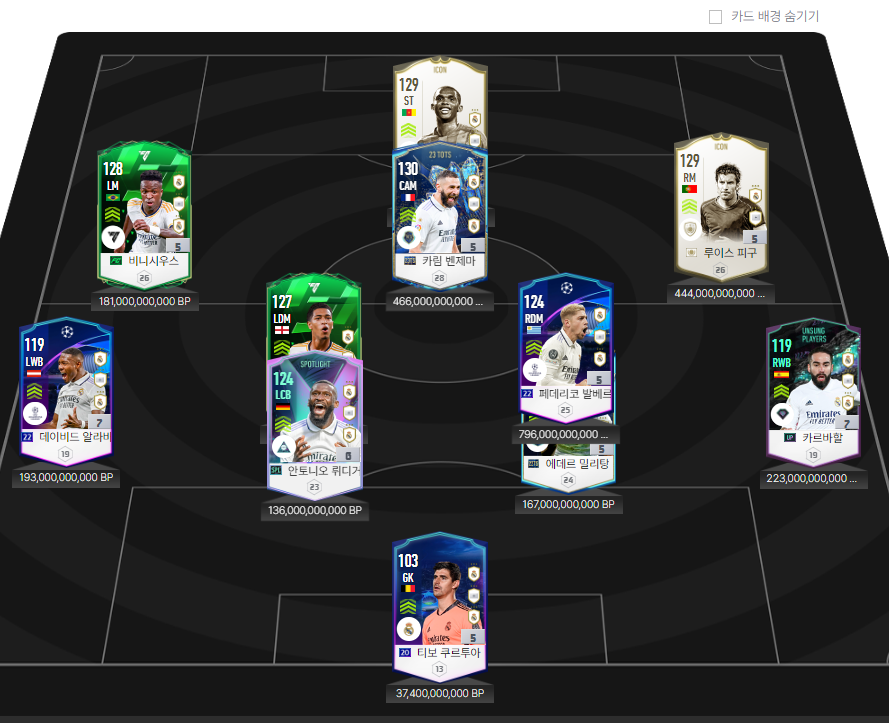 카드 배경 숨기기
ICON
129
ST
128
LM
5
비니시우스
26
181,000,000,000 BP
23 TOTS
130
CAM
5
카림 벤제마
28
466,000,000,000 ...
ICON
129
RM
5
루이스 피구
26
444,000,000,000 ...
127
LDM
124
RDM
5
22 페데리코 발베르
25
796,000,000,000 ...
119
LWB
7
22 데이비드 알라바
19
193,000,000,000 BP
SPOTLIGHT
124
LCB
6
SPL 안토니오 뤼디거
23
136,000,000,000 BP
5
에데르 밀리탕
24
167,000,000,000 BP
UNSUNG
PLAYERS
119
RWB
7
UP 카르바할
19
223,000,000,000 ...
103
GK
5
20 티보 쿠르투아
13
37,400,000,000 BP